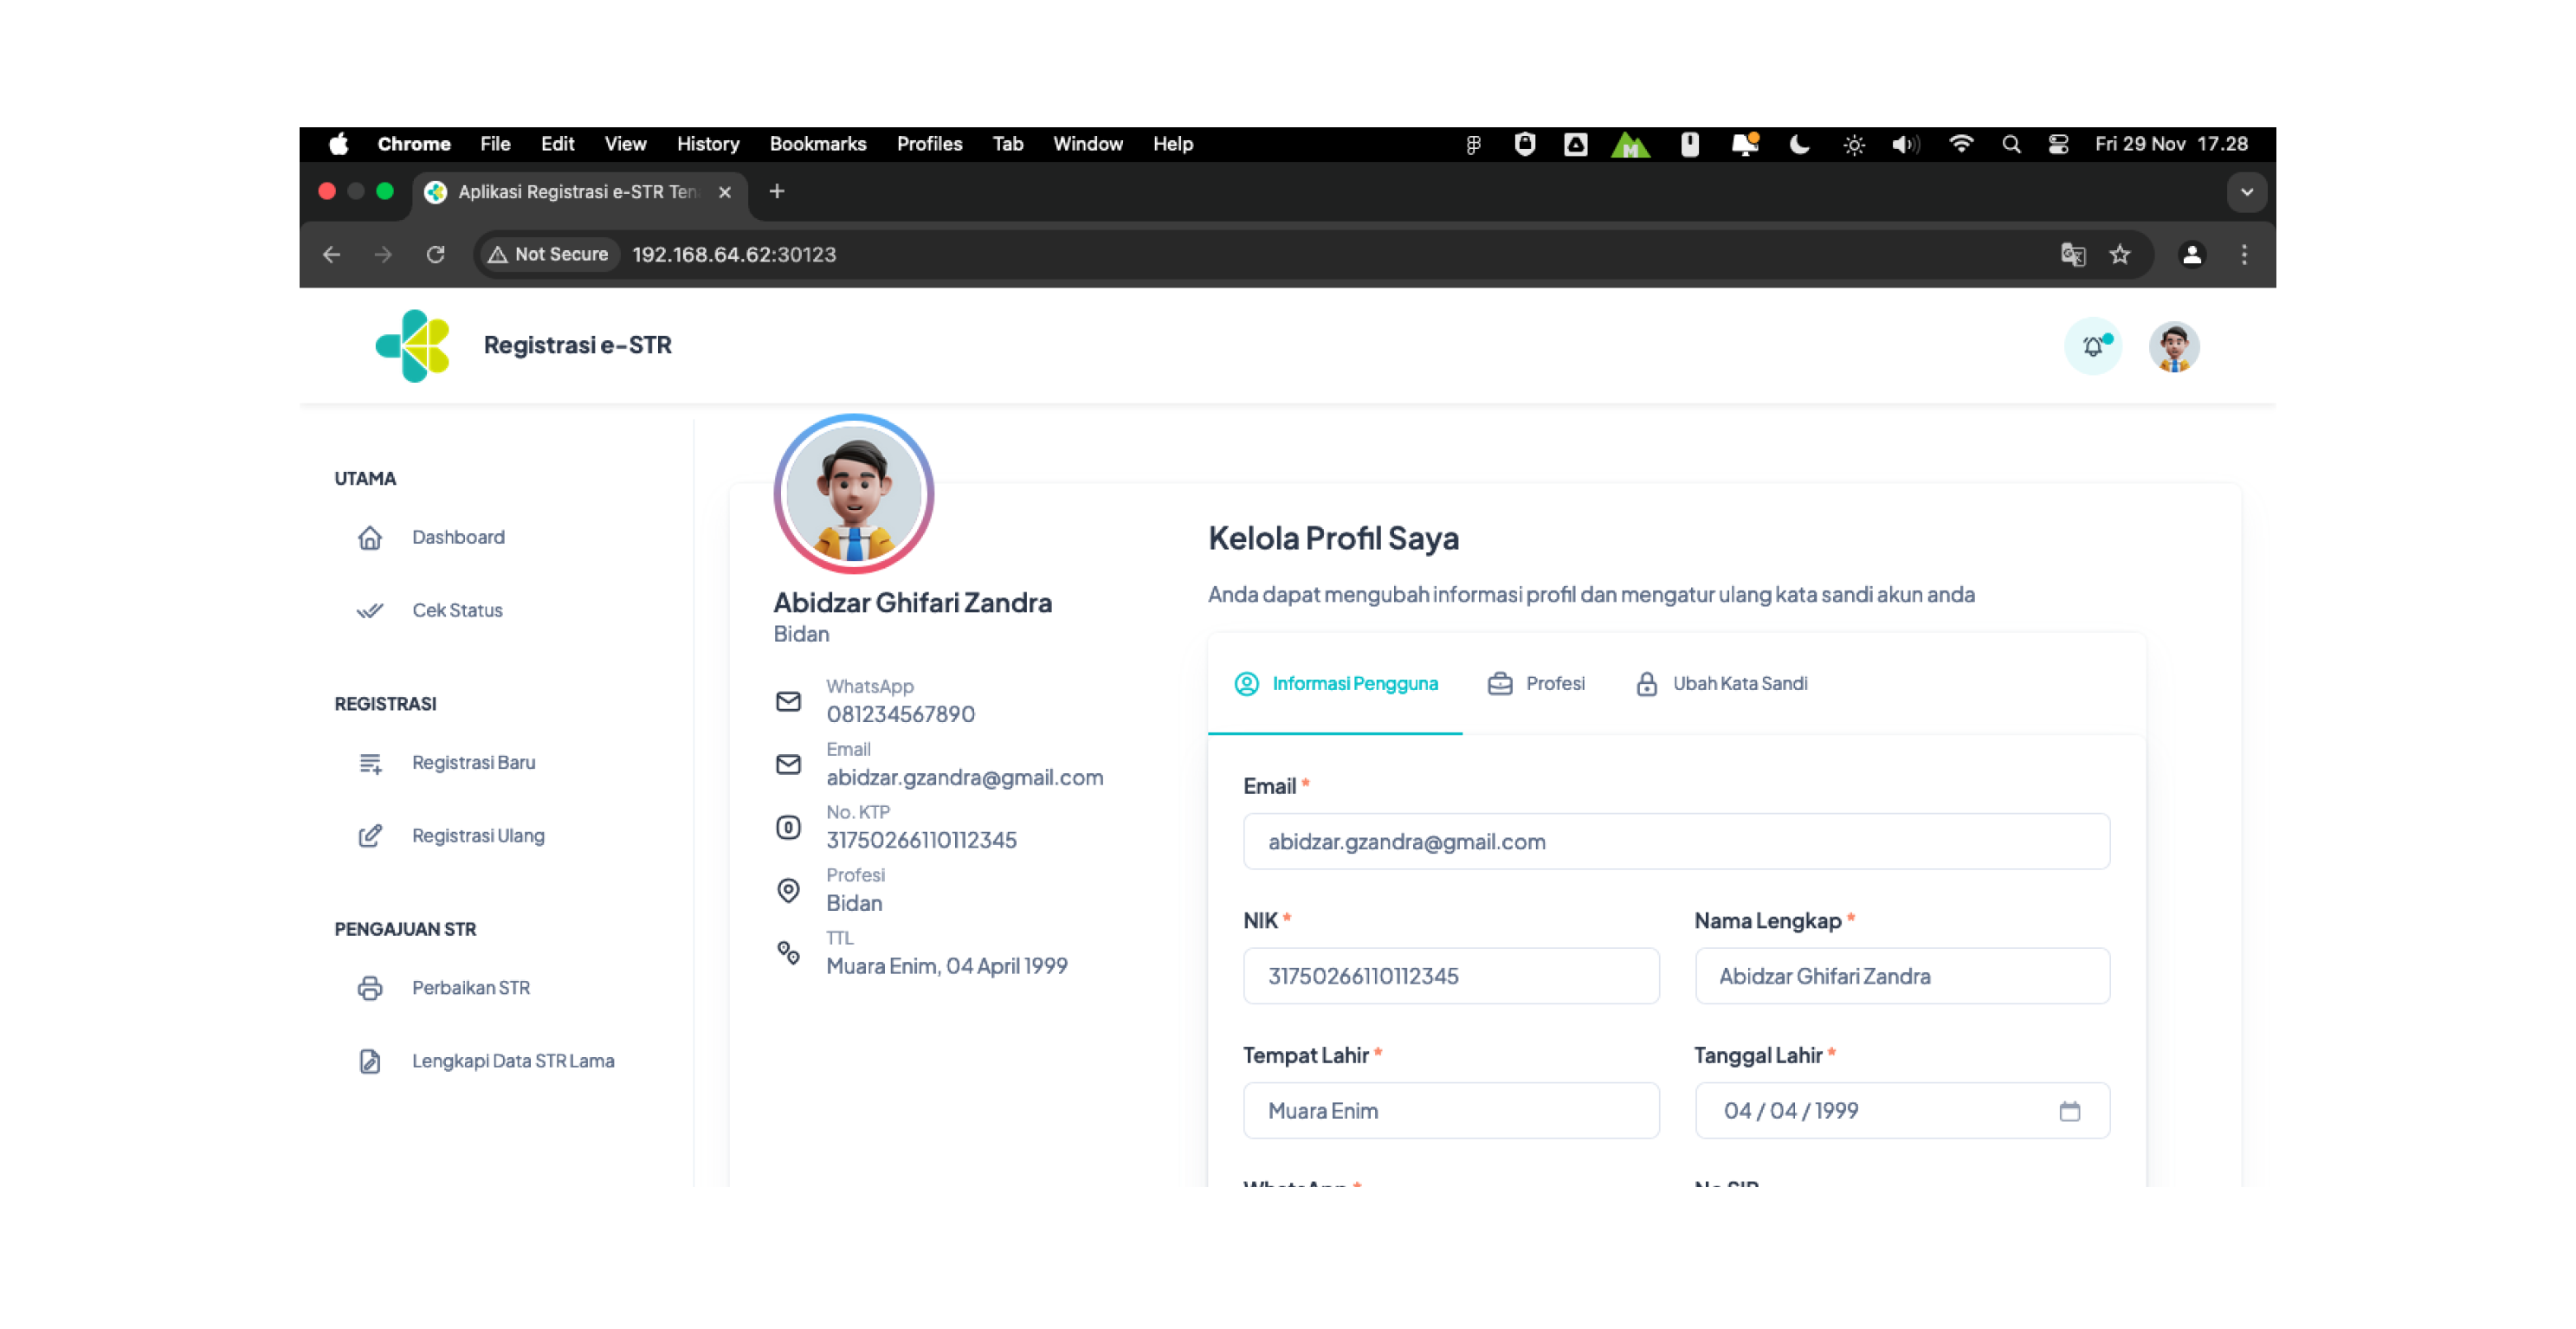 Chrome File Edit View History Bookmarks Profiles Tab Window Help Fri 29 Nov 17.28
Aplikasi Registrasi e-STR Ten
Not Secure 192.168.64.62:30123
Registrasi e-STR
UTAMA
Dashboard
Cek Status
REGISTRASI
Registrasi Baru
Registrasi Ulang
PENGAJUAN STR
Perbaikan STR
Lengkapi Data STR Lama
Abidzar Ghifari Zandra
Bidan
WhatsApp
081234567890
Email
abidzar.gzandra@gmail.com
No. KTP
31750266110112345
Profesi
Bidan
TTL
Muara Enim, 04 April 1999
Kelola Profil Saya
Anda dapat mengubah informasi profil dan mengatur ulang kata sandi akun anda
Informasi Pengguna Profesi Ubah Kata Sandi
Email *
abidzar.gzandra@gmail.com
NIK * Nama Lengkap *
31750266110112345 Abidzar Ghifari Zandra
Tempat Lahir * Tanggal Lahir *
Muara Enim 04 / 04 / 1999
WhatsApp *